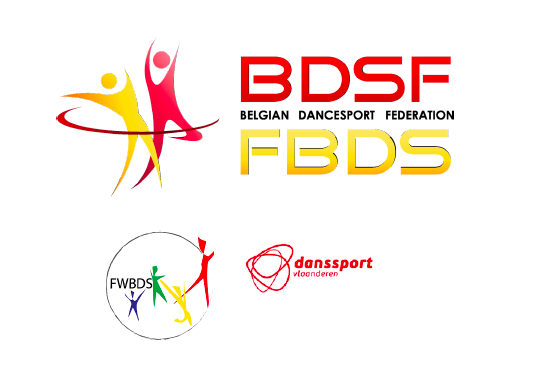 BDSF
BELGIAN DANCESPORT FEDERATION
FBDS
FWBDS
danssport
vlaanderen